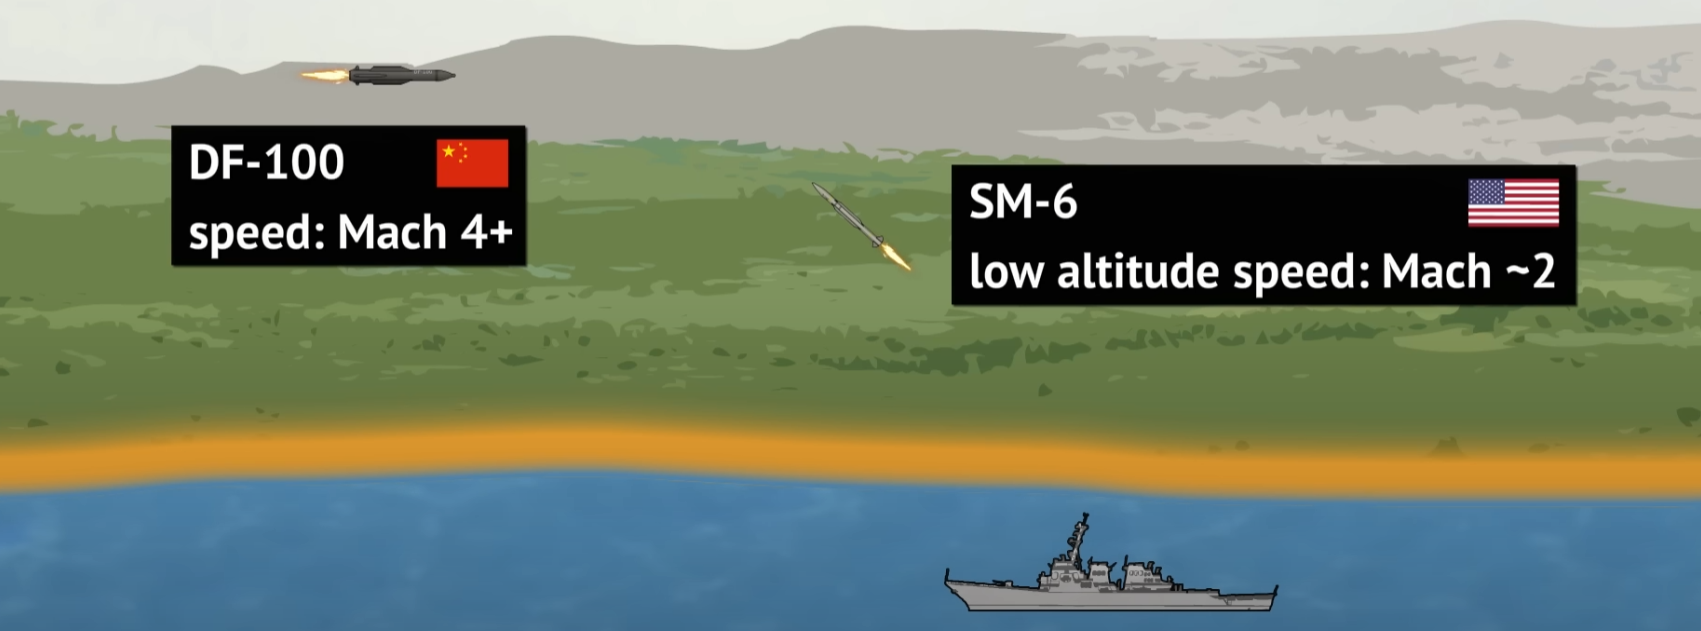 DF-100
speed: Mach 4+
SM-6
low altitude speed: Mach ~2